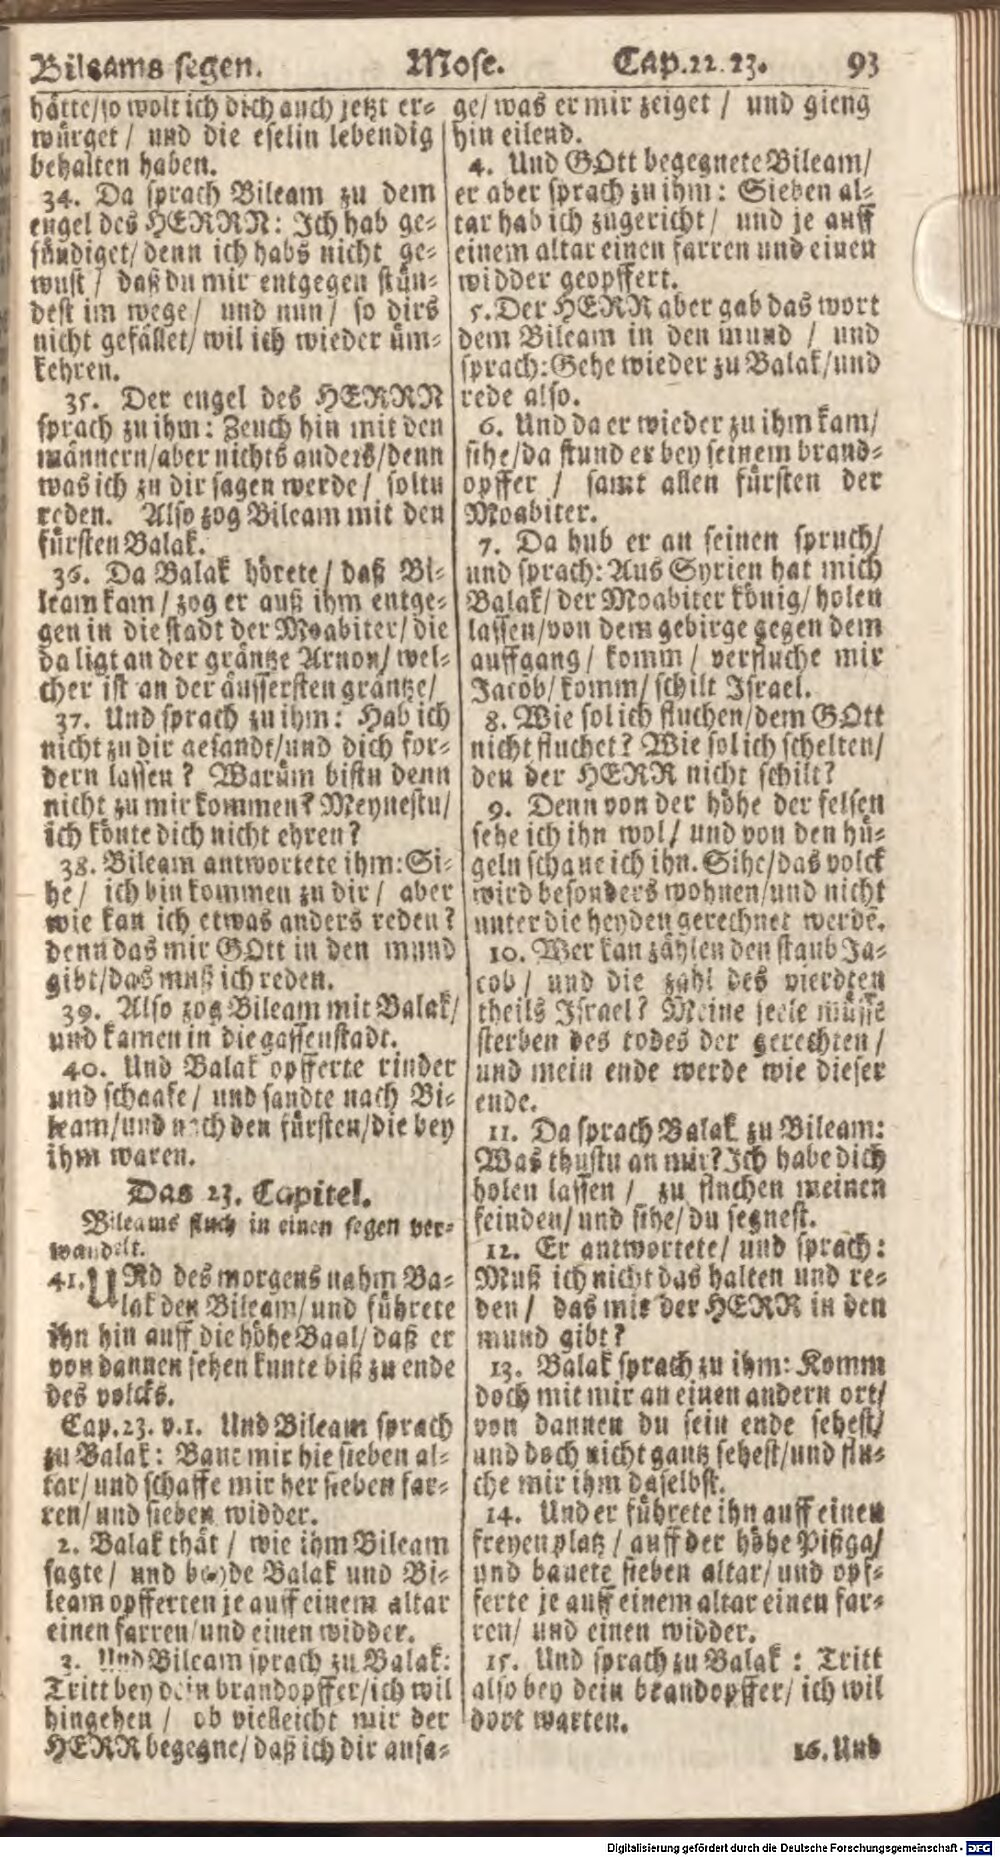 Bileams segen. Mose. Cap.22.23. 93
hätte/so wolt ich dich auch jetzt er-
würget/ und die eselin lebendig
behalten haben.
34. Da sprach Bileam zu dem
engel des HERRN: Ich hab ge-
sündiget/denn ich habs nicht ge-
wust/ daß du mir entgegen stün-
dest im wege/ und nun/ so dirs
nicht gefället/wil ich wieder üm-
kehren.
35. Der engel des HERRN
sprach zu ihm: Zeuch hin mit den
männern/aber nichts anders/denn
was ich zu dir sagen werde/ soltu
reden. Also zog Bileam mit den
fürsten Balak.
36. Da Balak hörete/ daß Bi-
leam kam/ zog er auß ihm entge-
gen in die stadt der Moabiter/die
da ligt an der gräntze Arnon/ wel-
cher ist an der äussersten gräntze/
37. Und sprach zu ihm: Hab ich
nicht zu dir gesandt/und dich for-
dern lassen? Warüm bistu denn
nicht zu mir kommen? Meynestu/
ich könte dich nicht ehren?
38. Bileam antwortete ihm: Si-
he/ ich bin kommen zu dir/ aber
wie kan ich etwas anders reden?
denn das mir GOtt in den mund
gibt/das muß ich reden.
39. Also zog Bileam mit Balak/
und kamen in die gassenstadt.
40. Und Balak opfferte rinder
und schaafe/ und sandte nach Bi-
leam/und nach den fürsten/die bey
ihm waren.
Das 23. Capitel.
Bileams fluch in einen segen ver-
wandelt.
41. UNd des morgens nahm Ba-
lak den Bileam/und führete
ihn hin auff die höhe Baal/daß er
von dannen sehen kunte biß zu ende
des volcks.
Cap.23. v.1. Und Bileam sprach
zu Balak: Baue mir hie sieben al-
tar/und schaffe mir her sieben far-
ren/und sieben widder.
2. Balak thät/ wie ihm Bileam
sagte/ und beyde Balak und Bi-
leam opfferten je auff einem altar
einen farren/und einen widder.
3. Und Bileam sprach zu Balak:
Tritt bey dein brandopffer/ich wil
hingehen/ ob vielleicht mir der
HERR begegne/daß ich dir ansa-
ge/was er mir zeiget/ und gieng
hin eilend.
4. Und GOtt begegnete Bileam/
er aber sprach zu ihm: Sieben al-
tar hab ich zugericht/ und je auff
einem altar einen farren und einen
widder geopffert.
5. Der HERR aber gab das wort
dem Bileam in den mund/ und
sprach: Gehe wieder zu Balak/und
rede also.
6. Und da er wieder zu ihm kam/
sihe/da stund er bey seinem brand-
opffer/ samt allen fürsten der
Moabiter.
7. Da hub er an seinen spruch/
und sprach: Aus Syrien hat mich
Balak/der Moabiter könig/holen
lassen/von dem gebirge gegen dem
auffgang/ komm/ verfluche mir
Jacob/komm/schilt Israel.
8. Wie sol ich fluchen/dem GOtt
nicht fluchet? Wie sol ich schelten/
den der HERR nicht schilt?
9. Denn von der höhe der felsen
sehe ich ihn wol/ und von den hü-
geln schaue ich ihn. Sihe/das volck
wird besonders wohnen/und nicht
unter die heyden gerechnet werdē.
10. Wer kan zählen den staub Ja-
cob/ und die zahl des vierdten
theils Israel? Meine seele müsse
sterben des todes der gerechten/
und mein ende werde wie dieser
ende.
11. Da sprach Balak zu Bileam:
Was thustu an mir? Ich habe dich
holen lassen/ zu fluchen meinen
feinden/und sihe/du segnest.
12. Er antwortete/ und sprach:
Muß ich nicht das halten und re-
den/ das mir der HERR in den
mund gibt?
13. Balak sprach zu ihm: Komm
doch mit mir an einen andern ort/
von dannen du sein ende sehest/
und doch nicht gantz sehest/und flu-
che mir ihm daselbst.
14. Und er führete ihn auff einen
freyen platz/ auff der höhe Pißga/
und bauete sieben altar/und opf-
ferte je auff einem altar einen far-
ren/ und einen widder.
15. Und sprach zu Balak: Tritt
also bey dein brandopffer/ich wil
dort warten.
16. Und
Digitalisierung gefördert durch die Deutsche Forschungsgemeinschaft - DFG